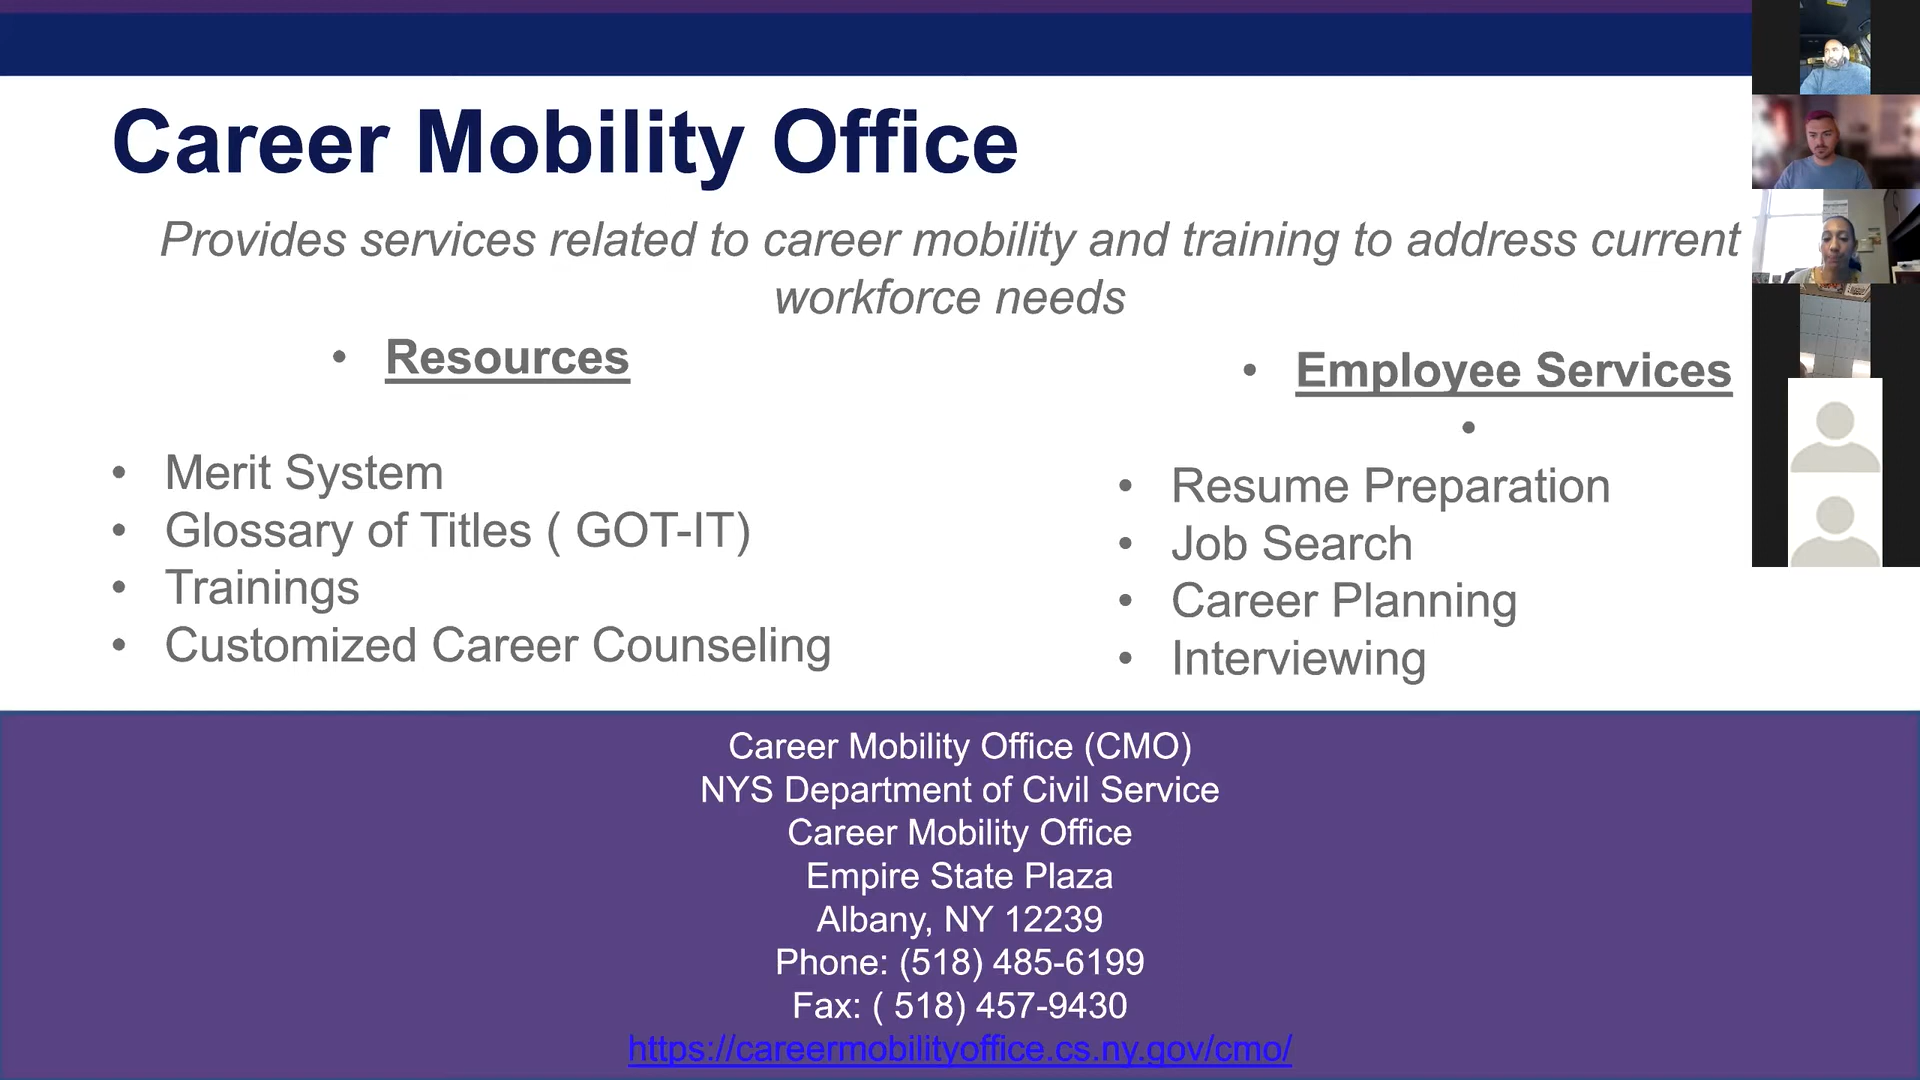 Career Mobility Office
Provides services related to career mobility and training to address current
workforce needs
• Resources
• Merit System
• Glossary of Titles ( GOT-IT)
• Trainings
• Customized Career Counseling
• Employee Services
•
• Resume Preparation
• Job Search
• Career Planning
• Interviewing
Career Mobility Office (CMO)
NYS Department of Civil Service
Career Mobility Office
Empire State Plaza
Albany, NY 12239
Phone: (518) 485-6199
Fax: ( 518) 457-9430
https://careermobilityoffice.cs.ny.gov/cmo/